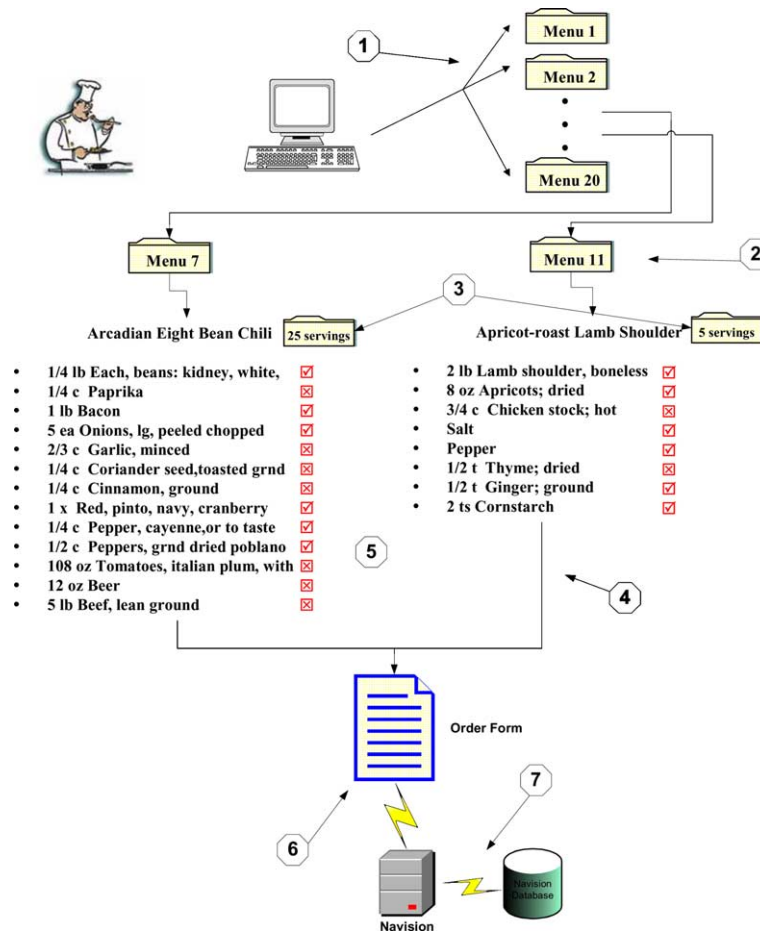 1
Menu 1
Menu 2
Menu 20
Menu 7
Menu 11
2
3
Arcadian Eight Bean Chili
25 servings
Apricot-roast Lamb Shoulder
5 servings
• 1/4 lb Each, beans: kidney, white,
• 1/4 c Paprika
• 1 lb Bacon
• 5 ea Onions, lg, peeled chopped
• 2/3 c Garlic, minced
• 1/4 c Coriander seed,toasted grnd
• 1/4 c Cinnamon, ground
• 1 x Red, pinto, navy, cranberry
• 1/4 c Pepper, cayenne,or to taste
• 1/2 c Peppers, grnd dried poblano
• 108 oz Tomatoes, italian plum, with
• 12 oz Beer
• 5 lb Beef, lean ground
• 2 lb Lamb shoulder, boneless
• 8 oz Apricots; dried
• 3/4 c Chicken stock; hot
• Salt
• Pepper
• 1/2 t Thyme; dried
• 1/2 t Ginger; ground
• 2 ts Cornstarch
5
4
Order Form
7
6
Navision
Database
Navision